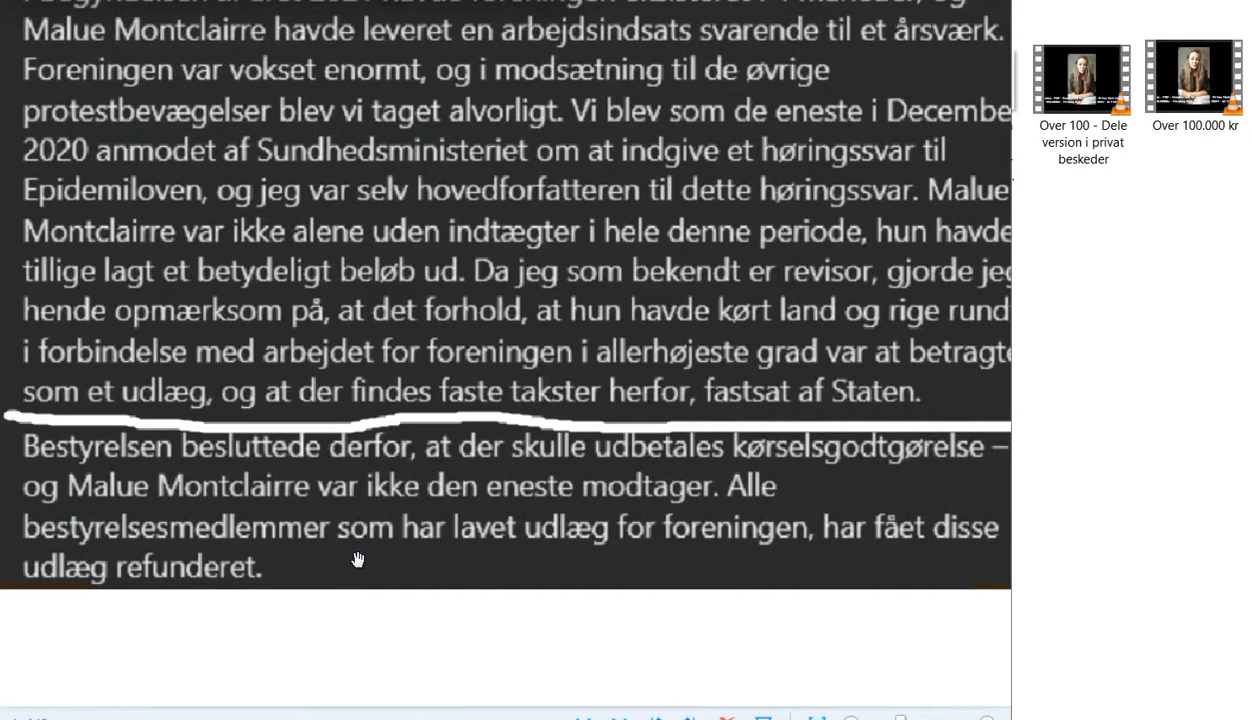 Malue Montclairre havde leveret en arbejdsindsats svarende til et årsværk.
Foreningen var vokset enormt, og i modsætning til de øvrige
protestbevægelser blev vi taget alvorligt. Vi blev som de eneste i Decembe
2020 anmodet af Sundhedsministeriet om at indgive et høringssvar til
Epidemiloven, og jeg var selv hovedforfatteren til dette høringssvar. Malue
Montclairre var ikke alene uden indtægter i hele denne periode, hun havde
tillige lagt et betydeligt beløb ud. Da jeg som bekendt er revisor, gjorde jeg
hende opmærksom på, at det forhold, at hun havde kørt land og rige rund
i forbindelse med arbejdet for foreningen i allerhøjeste grad var at betragte
som et udlæg, og at der findes faste takster herfor, fastsat af Staten.
Bestyrelsen besluttede derfor, at der skulle udbetales kørselsgodtgørelse –
og Malue Montclairre var ikke den eneste modtager. Alle
bestyrelsesmedlemmer som har lavet udlæg for foreningen, har fået disse
udlæg refunderet.
Over 100 - Dele
version i privat
beskeder
Over 100.000 kr